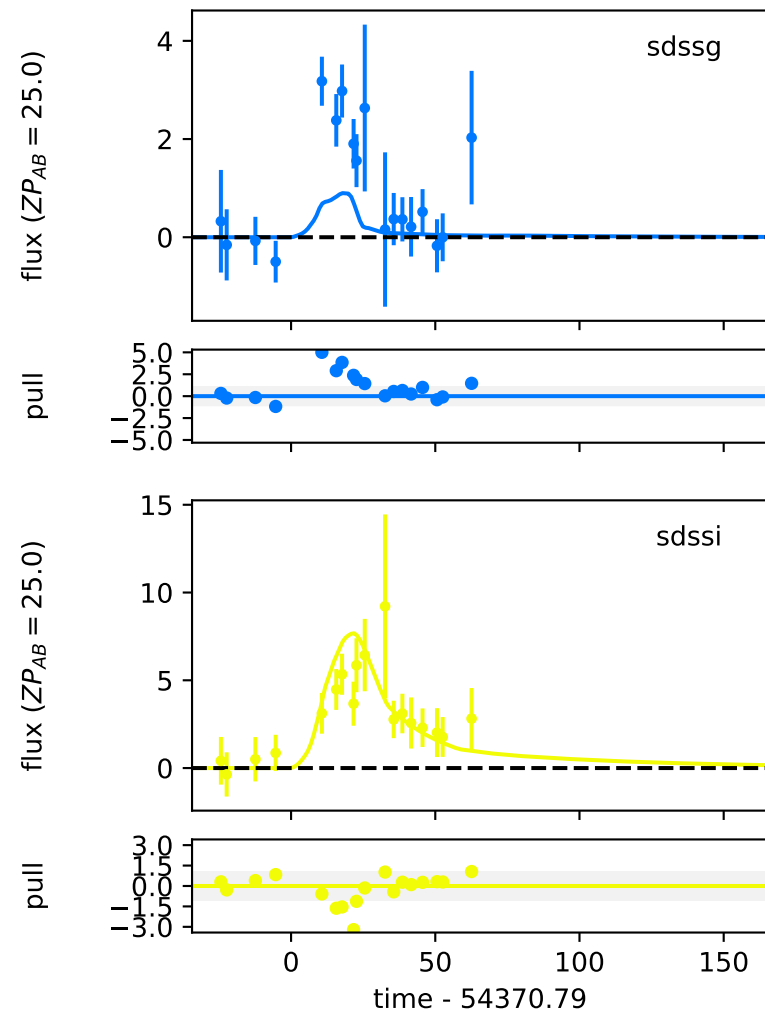 sdssg
flux (ZP_AB = 25.0)
4
2
0
pull
5.0
2.5
0.0
−2.5
−5.0
sdssi
flux (ZP_AB = 25.0)
15
10
5
0
pull
3.0
1.5
0.0
−1.5
−3.0
0 50 100 150
time - 54370.79